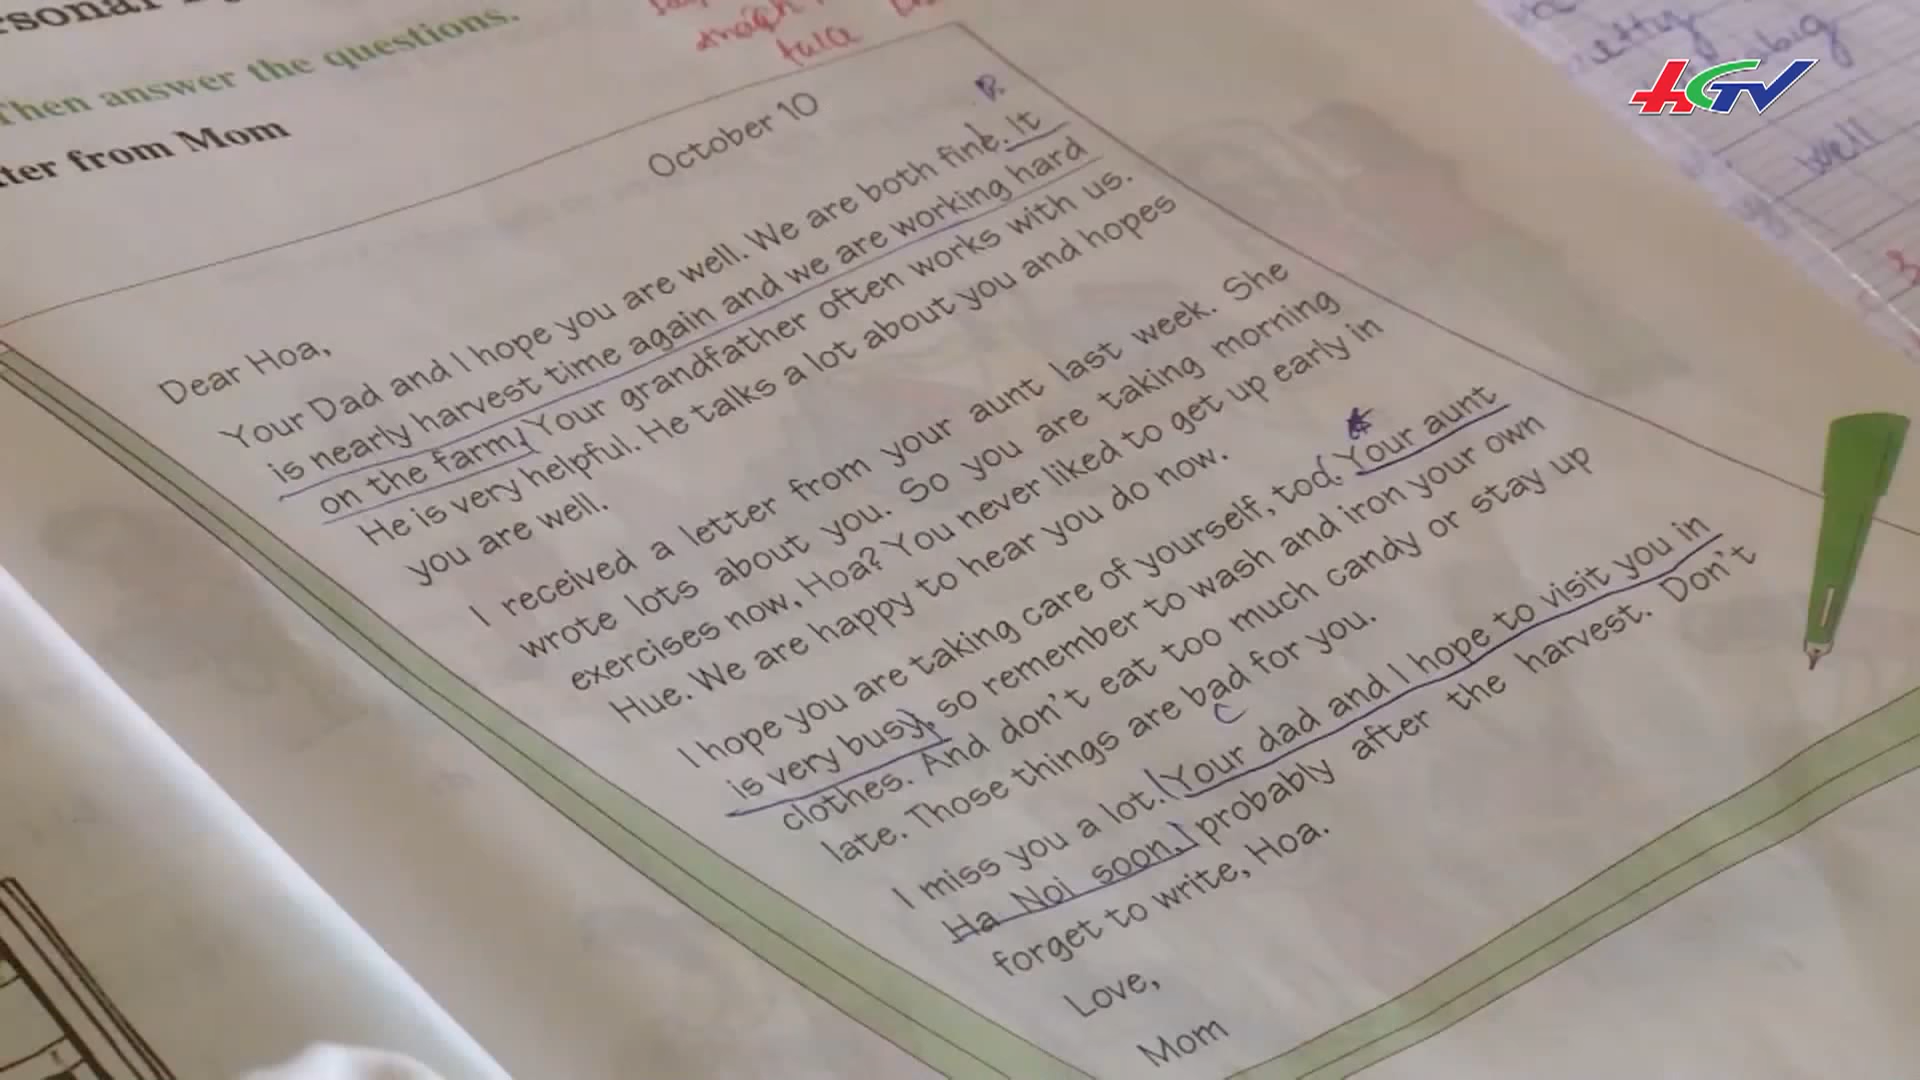 Then answer the questions.
from Mom
October 10
Dear Hoa,
Your Dad and I hope you are well. We are both fine. It
is nearly harvest time again and we are working hard
on the farm. Your grandfather often works with us.
He is very helpful. He talks a lot about you and hopes
you are well.
I received a letter from your aunt last week. She
wrote lots about you. So you are taking morning
exercises now, Hoa? You never liked to get up early in
Hue. We are happy to hear you do now.
I hope you are taking care of yourself, too. Your aunt
is very busy, so remember to wash and iron your own
clothes. And don't eat too much candy or stay up
late. Those things are bad for you.
I miss you a lot. Your dad and I hope to visit you in
Ha Noi soon, probably after the harvest. Don't
forget to write, Hoa.
Love,
Mom
HGTV
well